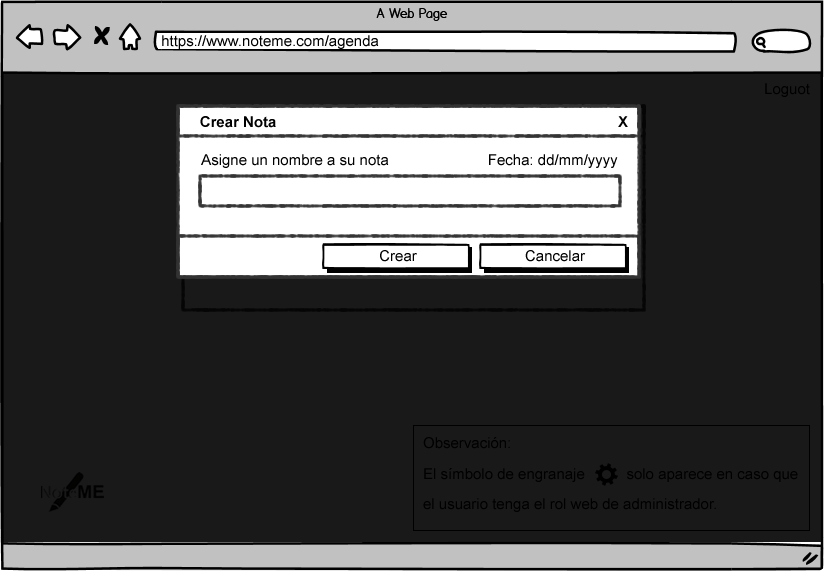 A Web Page
https://www.noteme.com/agenda
Loguot
Crear Nota X
Asigne un nombre a su nota Fecha: dd/mm/yyyy
Crear Cancelar
Observación:
El símbolo de engranaje solo aparece en caso que
el usuario tenga el rol web de administrador.
NoteME